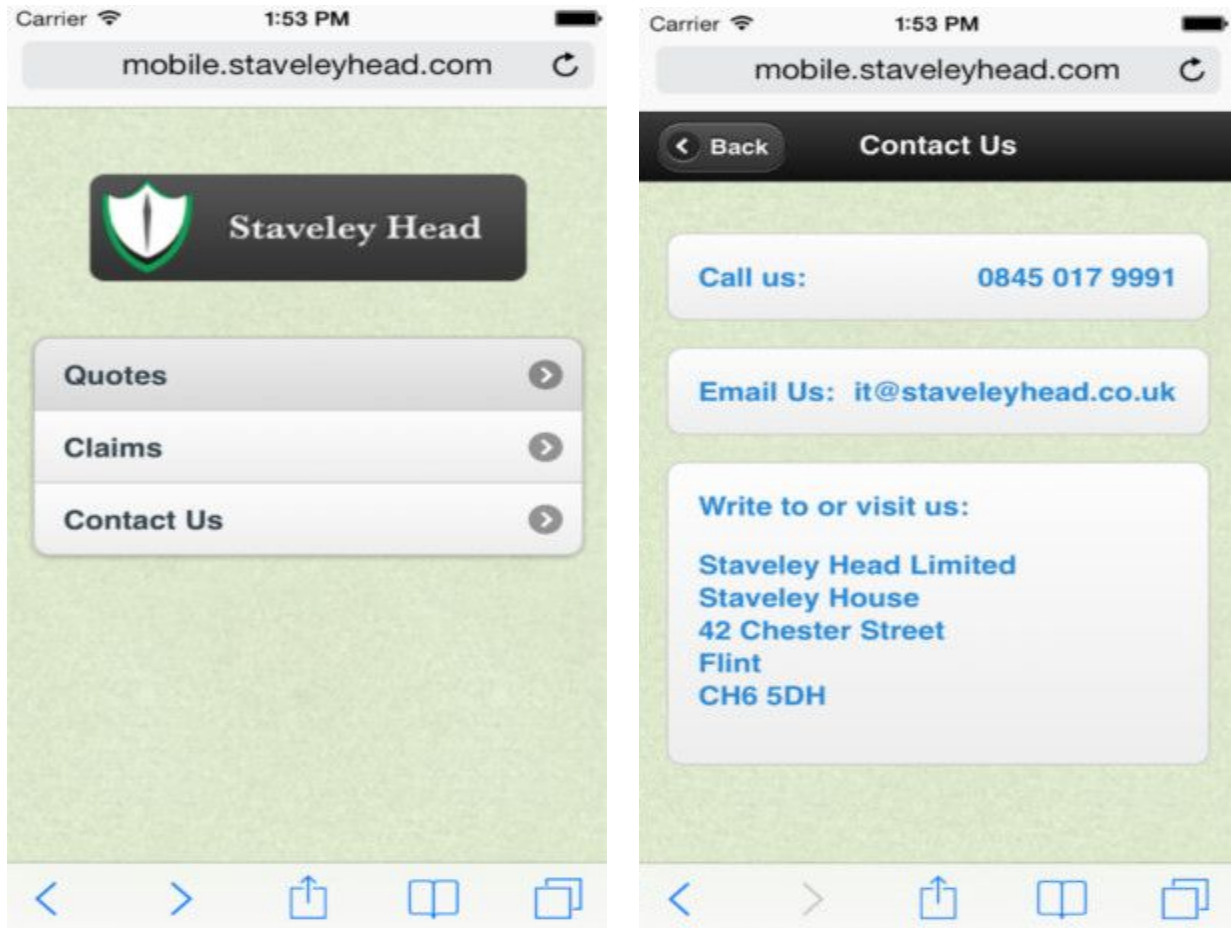 Carrier 1:53 PM
mobile.staveleyhead.com
Staveley Head
Quotes
Claims
Contact Us
Carrier 1:53 PM
mobile.staveleyhead.com
Back Contact Us
Call us: 0845 017 9991
Email Us: it@staveleyhead.co.uk
Write to or visit us:
Staveley Head Limited
Staveley House
42 Chester Street
Flint
CH6 5DH